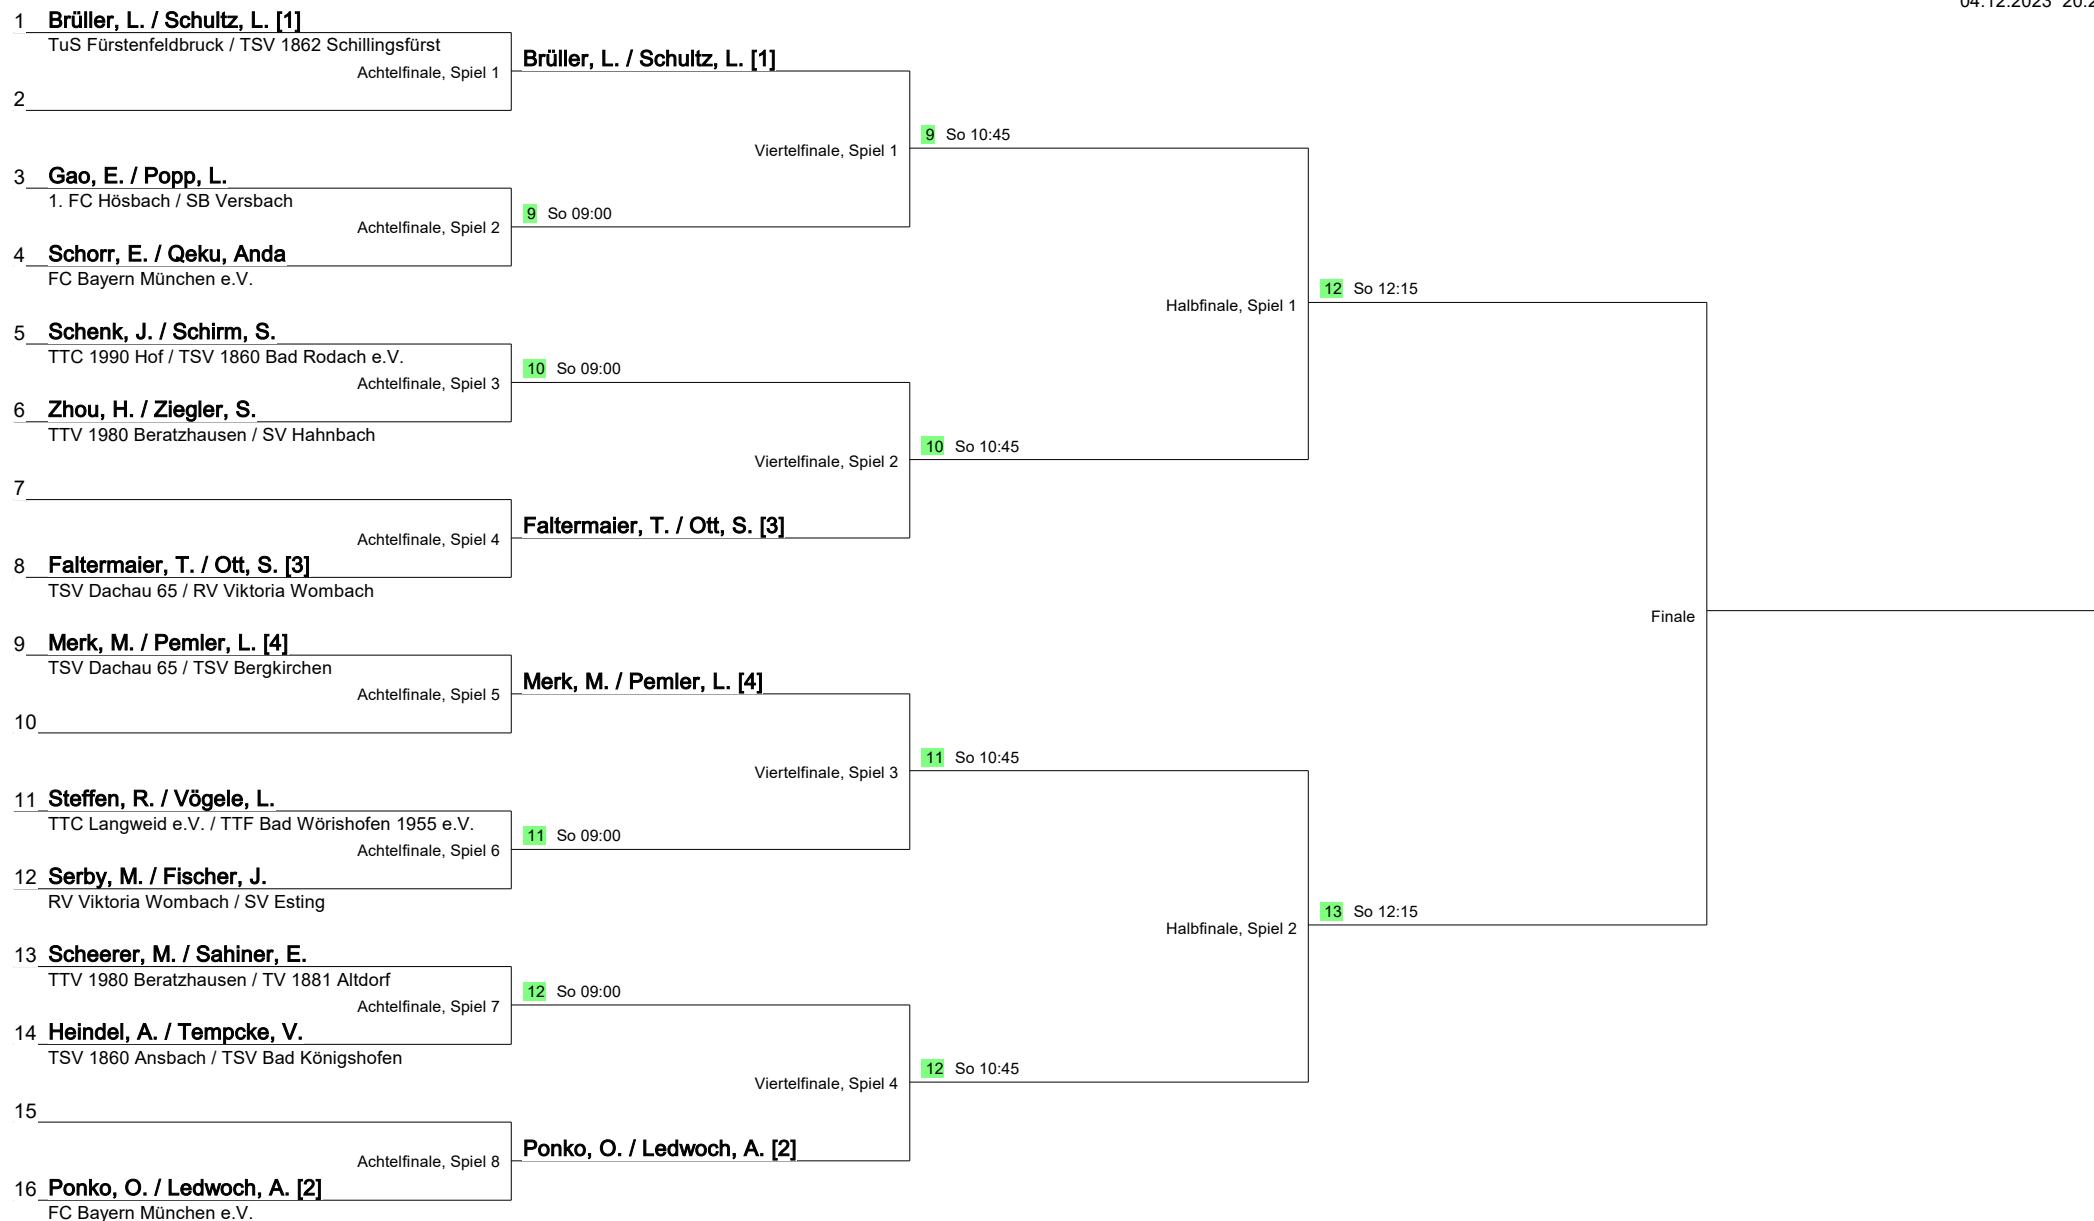 04.12.2023 20:2
1 Brüller, L. / Schultz, L. [1]
TuS Fürstenfeldbruck / TSV 1862 Schillingsfürst
Achtelfinale, Spiel 1
Brüller, L. / Schultz, L. [1]
2
Viertelfinale, Spiel 1
9 So 10:45
3 Gao, E. / Popp, L.
1. FC Hösbach / SB Versbach
Achtelfinale, Spiel 2
9 So 09:00
4 Schorr, E. / Qeku, Anda
FC Bayern München e.V.
Halbfinale, Spiel 1
12 So 12:15
5 Schenk, J. / Schirm, S.
TTC 1990 Hof / TSV 1860 Bad Rodach e.V.
Achtelfinale, Spiel 3
10 So 09:00
6 Zhou, H. / Ziegler, S.
TTV 1980 Beratzhausen / SV Hahnbach
Viertelfinale, Spiel 2
10 So 10:45
7
Achtelfinale, Spiel 4
Faltermaier, T. / Ott, S. [3]
8 Faltermaier, T. / Ott, S. [3]
TSV Dachau 65 / RV Viktoria Wombach
Finale
9 Merk, M. / Pemler, L. [4]
TSV Dachau 65 / TSV Bergkirchen
Achtelfinale, Spiel 5
Merk, M. / Pemler, L. [4]
10
Viertelfinale, Spiel 3
11 So 10:45
11 Steffen, R. / Vögele, L.
TTC Langweid e.V. / TTF Bad Wörishofen 1955 e.V.
Achtelfinale, Spiel 6
11 So 09:00
12 Serby, M. / Fischer, J.
RV Viktoria Wombach / SV Esting
Halbfinale, Spiel 2
13 So 12:15
13 Scheerer, M. / Sahiner, E.
TTV 1980 Beratzhausen / TV 1881 Altdorf
Achtelfinale, Spiel 7
12 So 09:00
14 Heindel, A. / Tempcke, V.
TSV 1860 Ansbach / TSV Bad Königshofen
Viertelfinale, Spiel 4
12 So 10:45
15
Achtelfinale, Spiel 8
Ponko, O. / Ledwoch, A. [2]
16 Ponko, O. / Ledwoch, A. [2]
FC Bayern München e.V.